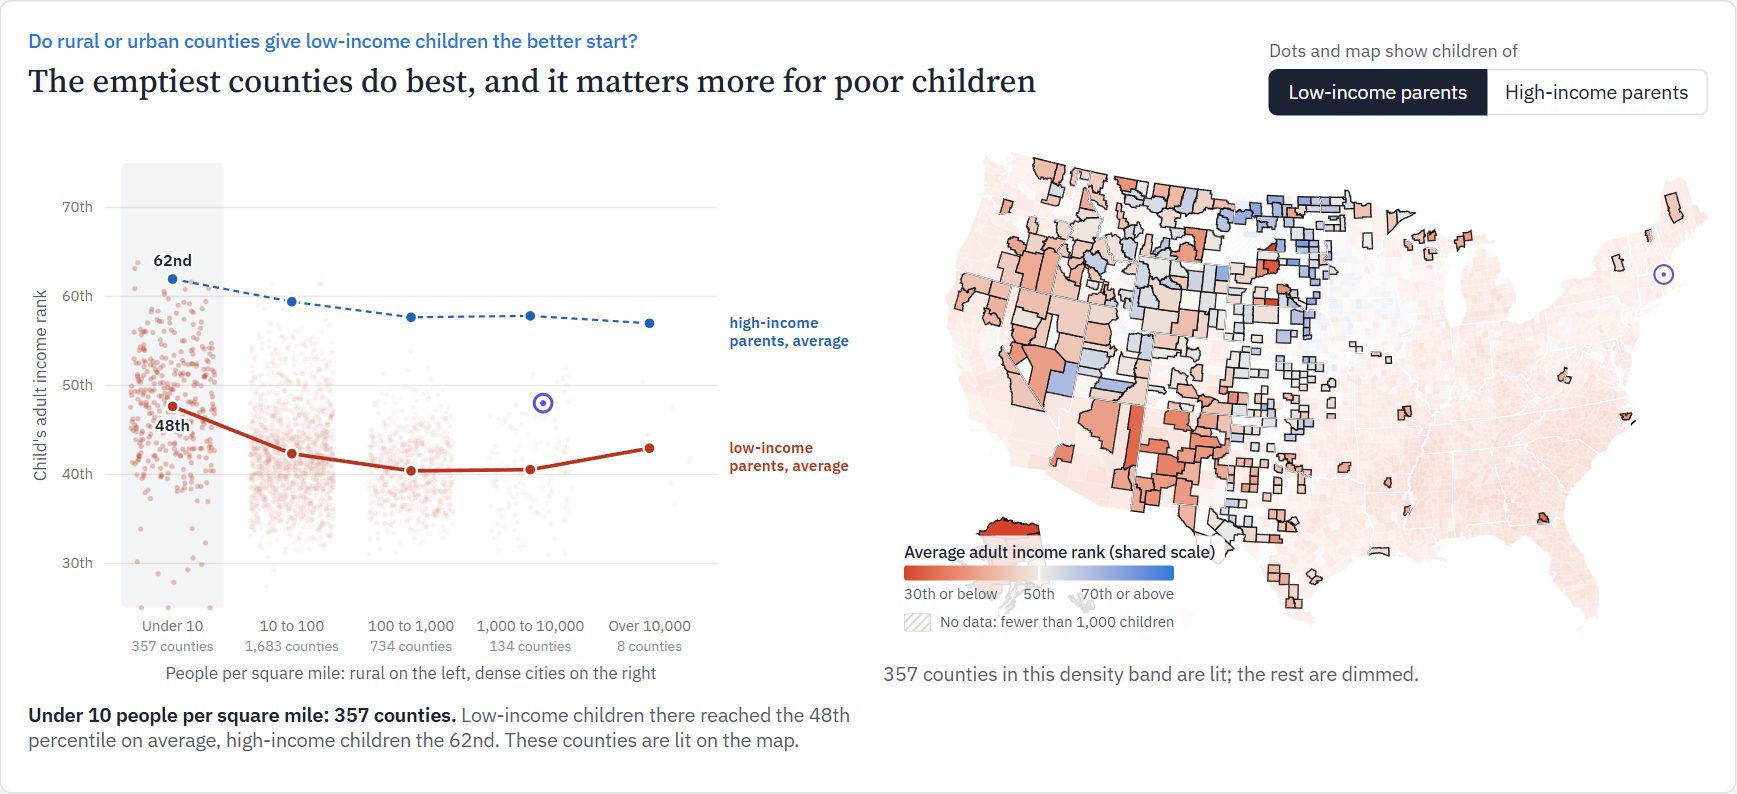 Do rural or urban counties give low-income children the better start?
The emptiest counties do best, and it matters more for poor children
Dots and map show children of
Low-income parents
High-income parents
70th
60th
50th
40th
30th
Child's adult income rank
62nd
48th
high-income
parents, average
low-income
parents, average
Under 10
357 counties
10 to 100
1,683 counties
100 to 1,000
734 counties
1,000 to 10,000
134 counties
Over 10,000
8 counties
People per square mile: rural on the left, dense cities on the right
Under 10 people per square mile: 357 counties. Low-income children there reached the 48th
percentile on average, high-income children the 62nd. These counties are lit on the map.
Average adult income rank (shared scale)
30th or below
50th
70th or above
No data: fewer than 1,000 children
357 counties in this density band are lit; the rest are dimmed.